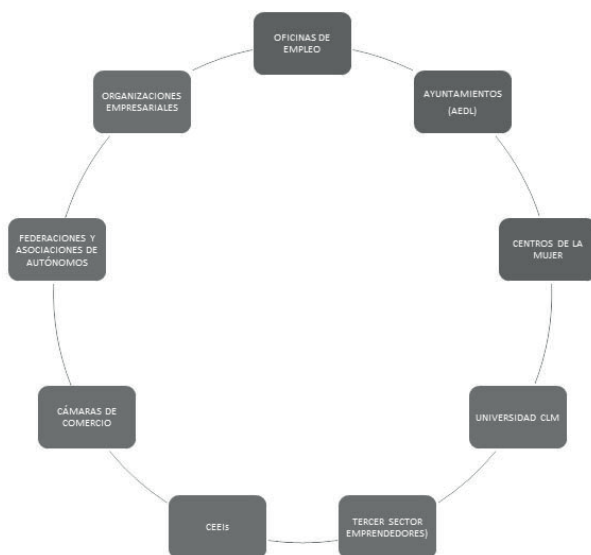 OFICINAS DE
EMPLEO
AYUNTAMIENTOS
(AEDL)
CENTROS DE LA
MUJER
UNIVERSIDAD CLM
TERCER SECTOR
EMPRENDEDORES)
CEEIs
CÁMARAS DE
COMERCIO
FEDERACIONES Y
ASOCIACIONES DE
AUTÓNOMOS
ORGANIZACIONES
EMPRESARIALES